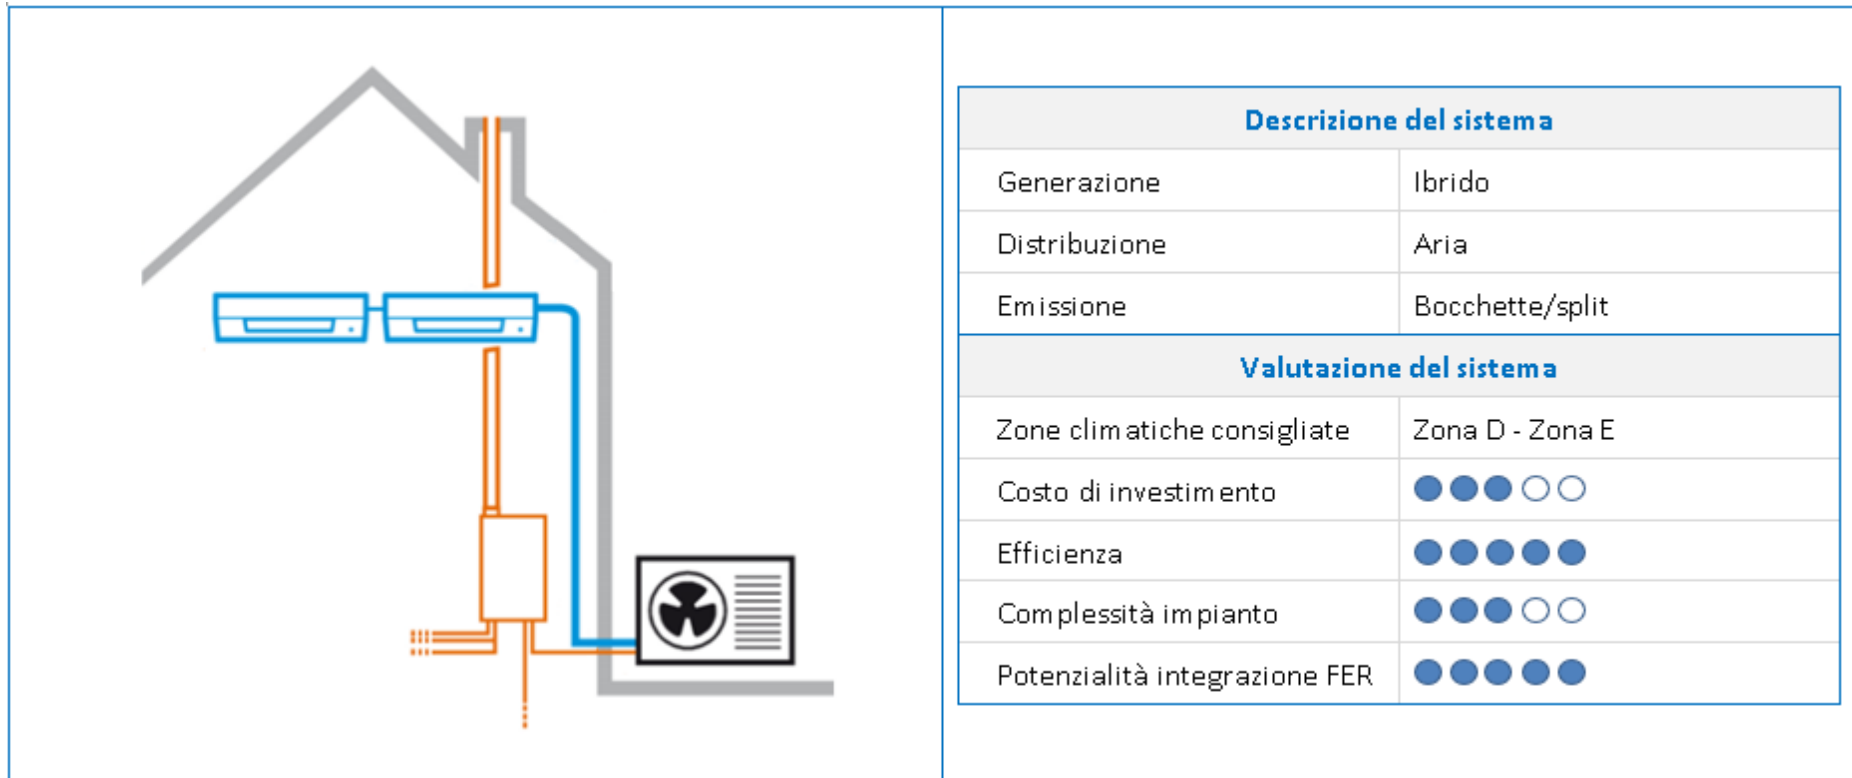 Descrizione del sistema
Generazione Ibrido
Distribuzione Aria
Emissione Bocchette/split
Valutazione del sistema
Zone climatiche consigliate Zona D - Zona E
Costo di investimento
Efficienza
Complessità impianto
Potenzialità integrazione FER